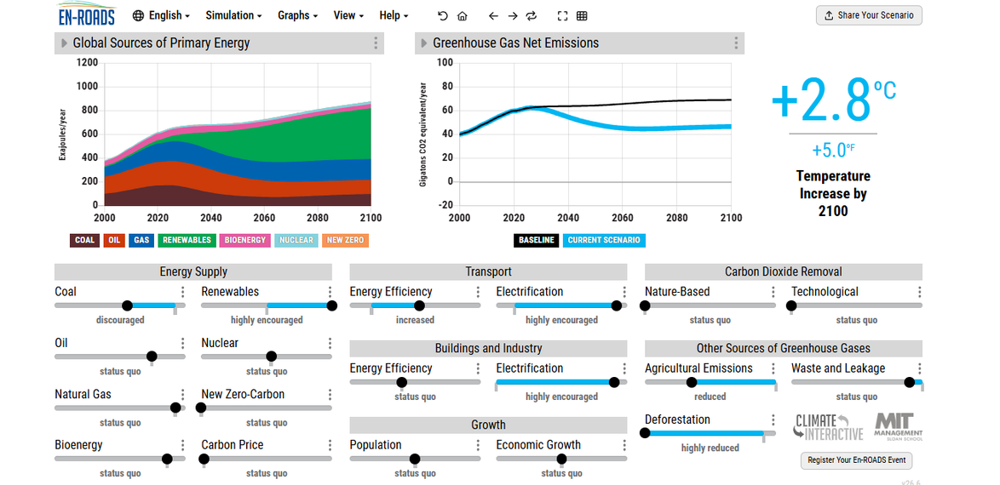 EN-ROADS
English Simulation Graphs View Help
Share Your Scenario
Global Sources of Primary Energy
Exajoules/year
1200
1000
800
600
400
200
0
2000 2020 2040 2060 2080 2100
COAL OIL GAS RENEWABLES BIOENERGY NUCLEAR NEW ZERO
Greenhouse Gas Net Emissions
Gigatons CO2 equivalent/year
100
80
60
40
20
0
-20
2000 2020 2040 2060 2080 2100
BASELINE CURRENT SCENARIO
+2.8°C
+5.0°F
Temperature
Increase by
2100
Energy Supply
Coal
discouraged
Renewables
highly encouraged
Oil
status quo
Nuclear
status quo
Natural Gas
status quo
New Zero-Carbon
status quo
Bioenergy
status quo
Carbon Price
status quo
Transport
Energy Efficiency
increased
Electrification
highly encouraged
Buildings and Industry
Energy Efficiency
status quo
Electrification
highly encouraged
Growth
Population
status quo
Economic Growth
status quo
Carbon Dioxide Removal
Nature-Based
status quo
Technological
status quo
Other Sources of Greenhouse Gases
Agricultural Emissions
reduced
Waste and Leakage
status quo
Deforestation
highly reduced
CLIMATE
INTERACTIVE
MIT
MANAGEMENT
SLOAN SCHOOL
Register Your En-ROADS Event
v26.6